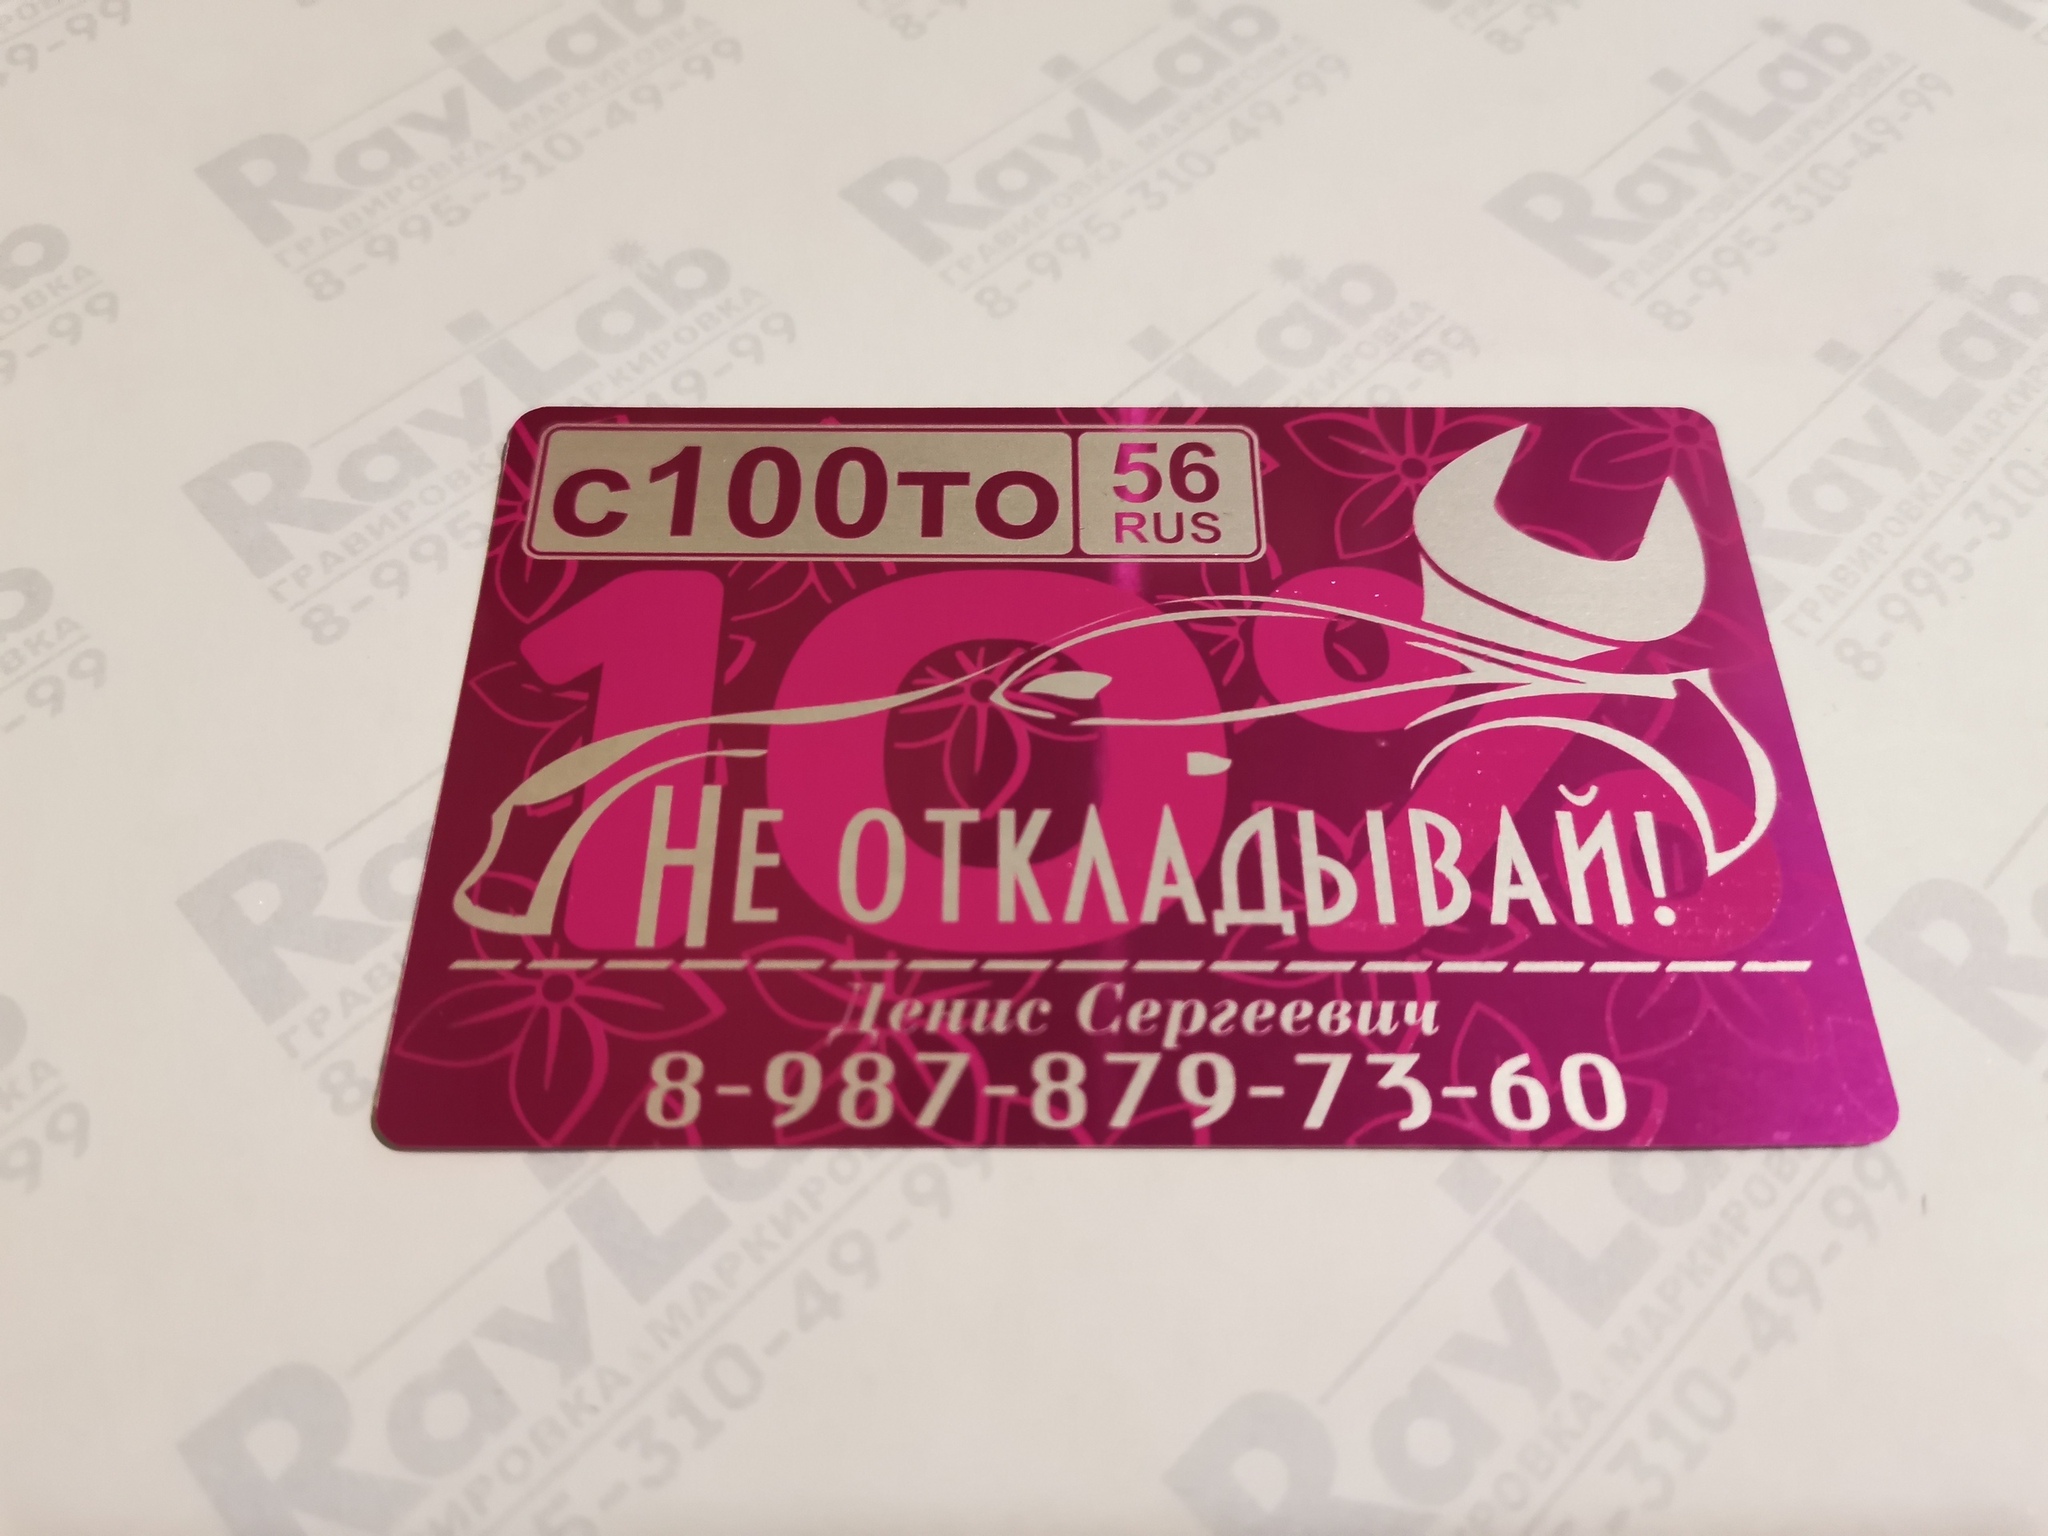 RayLab
ГРАВИРОВКА МАРКИРОВКА
8-995-310-49-99
с100то 56
RUS
10%
НЕ ОТКЛАДЫВАЙ!
Денис Сергеевич
8-987-879-73-60